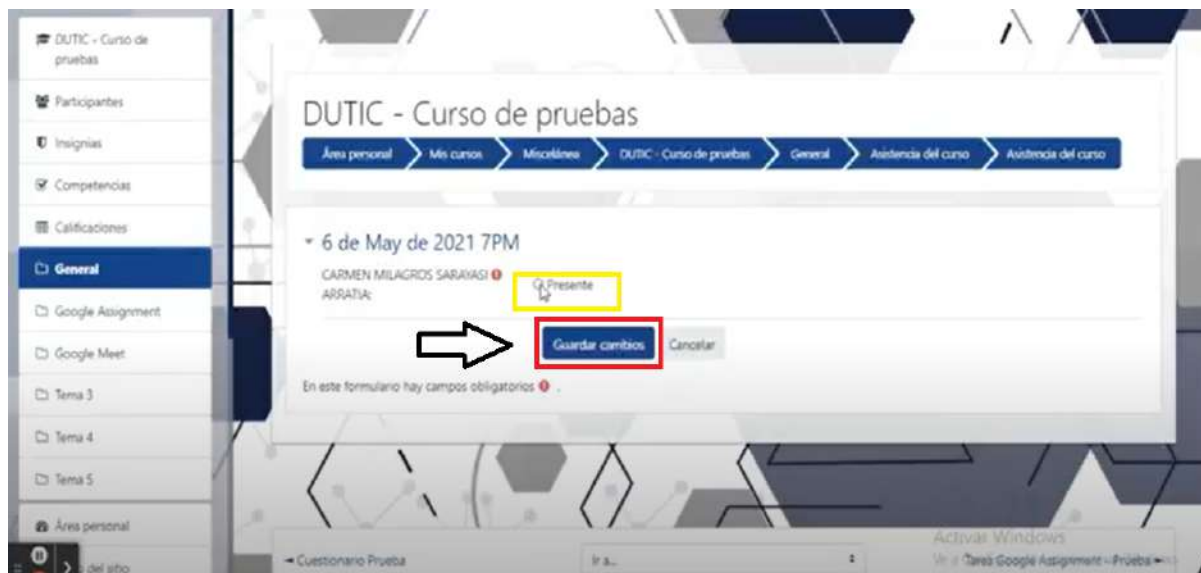 DUTIC - Curso de
pruebas
Participantes
Insignias
Competencias
Calificaciones
General
Google Assignment
Google Meet
Tema 3
Tema 4
Tema 5
Área personal
del sitio
DUTIC - Curso de pruebas
Área personal Mis cursos Miscelánea DUTIC - Curso de pruebas General Asistencia del curso Asistencia del curso
6 de May de 2021 7PM
CARMEN MILAGROS SARAYASI
ARRATIA:
Presente
Guardar cambios Cancelar
En este formulario hay campos obligatorios .
Cuestionario Prueba
Ir a...
Activar Windows
Tarea Google Assignment - Prueba